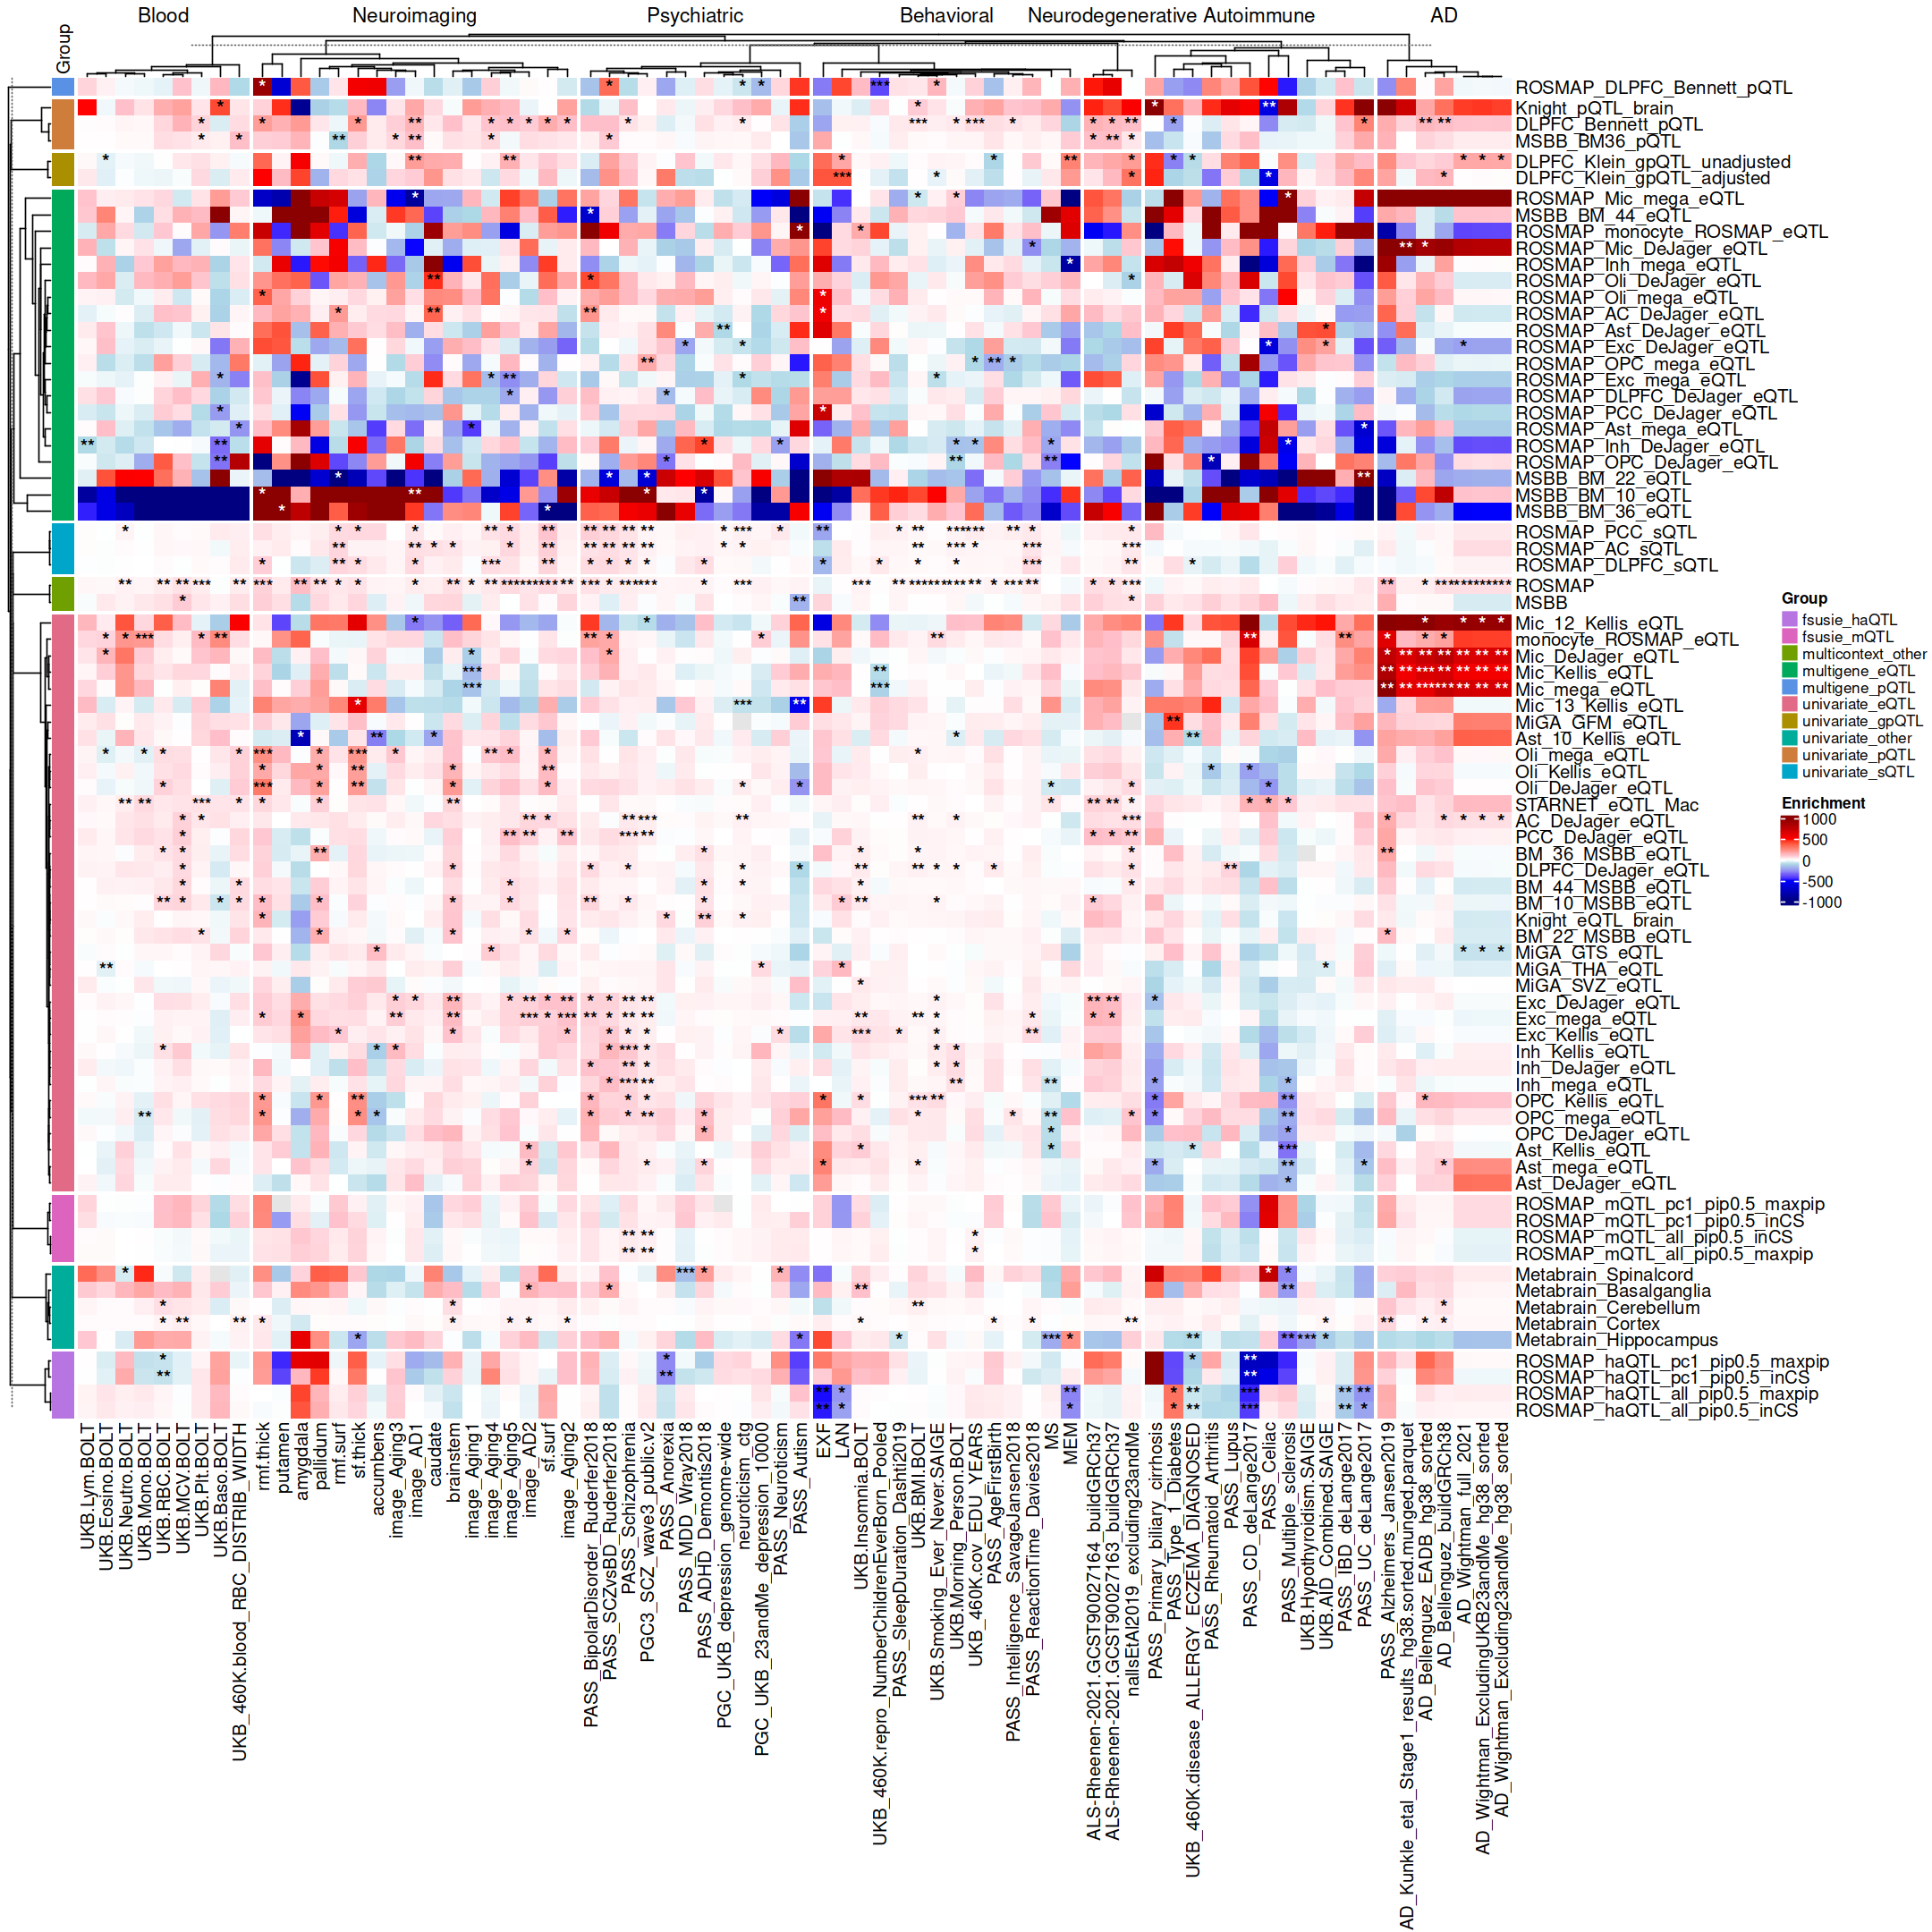 Blood Neuroimaging Psychiatric Behavioral Neurodegenerative Autoimmune AD
Group
ROSMAP_DLPFC_Bennett_pQTL
Knight_pQTL_brain
DLPFC_Bennett_pQTL
MSBB_BM36_pQTL
DLPFC_Klein_gpQTL_unadjusted
DLPFC_Klein_gpQTL_adjusted
ROSMAP_Mic_mega_eQTL
MSBB_BM_44_eQTL
ROSMAP_monocyte_ROSMAP_eQTL
ROSMAP_Mic_DeJager_eQTL
ROSMAP_Inh_mega_eQTL
ROSMAP_Oli_DeJager_eQTL
ROSMAP_Oli_mega_eQTL
ROSMAP_AC_DeJager_eQTL
ROSMAP_Ast_DeJager_eQTL
ROSMAP_Exc_DeJager_eQTL
ROSMAP_OPC_mega_eQTL
ROSMAP_Exc_mega_eQTL
ROSMAP_DLPFC_DeJager_eQTL
ROSMAP_PCC_DeJager_eQTL
ROSMAP_Ast_mega_eQTL
ROSMAP_Inh_DeJager_eQTL
ROSMAP_OPC_DeJager_eQTL
MSBB_BM_22_eQTL
MSBB_BM_10_eQTL
MSBB_BM_36_eQTL
ROSMAP_PCC_sQTL
ROSMAP_AC_sQTL
ROSMAP_DLPFC_sQTL
ROSMAP
MSBB
Mic_12_Kellis_eQTL
monocyte_ROSMAP_eQTL
Mic_DeJager_eQTL
Mic_Kellis_eQTL
Mic_mega_eQTL
Mic_13_Kellis_eQTL
MiGA_GFM_eQTL
Ast_10_Kellis_eQTL
Oli_mega_eQTL
Oli_Kellis_eQTL
Oli_DeJager_eQTL
STARNET_eQTL_Mac
AC_DeJager_eQTL
PCC_DeJager_eQTL
BM_36_MSBB_eQTL
DLPFC_DeJager_eQTL
BM_44_MSBB_eQTL
BM_10_MSBB_eQTL
Knight_eQTL_brain
BM_22_MSBB_eQTL
MiGA_GTS_eQTL
MiGA_THA_eQTL
MiGA_SVZ_eQTL
Exc_DeJager_eQTL
Exc_mega_eQTL
Exc_Kellis_eQTL
Inh_Kellis_eQTL
Inh_DeJager_eQTL
Inh_mega_eQTL
OPC_Kellis_eQTL
OPC_mega_eQTL
OPC_DeJager_eQTL
Ast_Kellis_eQTL
Ast_mega_eQTL
Ast_DeJager_eQTL
ROSMAP_mQTL_pc1_pip0.5_maxpip
ROSMAP_mQTL_pc1_pip0.5_inCS
ROSMAP_mQTL_all_pip0.5_inCS
ROSMAP_mQTL_all_pip0.5_maxpip
Metabrain_Spinalcord
Metabrain_Basalganglia
Metabrain_Cerebellum
Metabrain_Cortex
Metabrain_Hippocampus
ROSMAP_haQTL_pc1_pip0.5_maxpip
ROSMAP_haQTL_pc1_pip0.5_inCS
ROSMAP_haQTL_all_pip0.5_maxpip
ROSMAP_haQTL_all_pip0.5_inCS
Group
fsusie_haQTL
fsusie_mQTL
multicontext_other
multigene_eQTL
multigene_pQTL
univariate_eQTL
univariate_gpQTL
univariate_other
univariate_pQTL
univariate_sQTL
Enrichment
1000
500
0
-500
-1000
UKB.Lym.BOLT
UKB.Eosino.BOLT
UKB.Neutro.BOLT
UKB.Mono.BOLT
UKB.RBC.BOLT
UKB.MCV.BOLT
UKB.Plt.BOLT
UKB.Baso.BOLT
UKB_460K.blood_RBC_DISTRIB_WIDTH
rmf.thick
putamen
amygdala
pallidum
rmf.surf
sf.thick
accumbens
image_Aging3
image_AD1
caudate
brainstem
image_Aging1
image_Aging4
image_Aging5
image_AD2
sf.surf
image_Aging2
PASS_BipolarDisorder_Ruderfer2018
PASS_SCZvsBD_Ruderfer2018
PASS_Schizophrenia
PGC3_SCZ_wave3_public.v2
PASS_Anorexia
PASS_MDD_Wray2018
PASS_ADHD_Demontis2018
PGC_UKB_depression_genome-wide
neuroticism_ctg
PGC_UKB_23andMe_depression_10000
PASS_Neuroticism
PASS_Autism
EXF
LAN
UKB.Insomnia.BOLT
UKB_460K.repro_NumberChildrenEverBorn_Pooled
PASS_SleepDuration_Dashti2019
UKB.BMI.BOLT
UKB.Smoking_Ever_Never.SAIGE
UKB.Morning_Person.BOLT
UKB_460K.cov_EDU_YEARS
PASS_AgeFirstBirth
PASS_Intelligence_SavageJansen2018
PASS_ReactionTime_Davies2018
MS
MEM
ALS-Rheenen-2021.GCST90027164_buildGRCh37
ALS-Rheenen-2021.GCST90027163_buildGRCh37
nallsEtAl2019_excluding23andMe
PASS_Primary_biliary_cirrhosis
PASS_Type_1_Diabetes
UKB_460K.disease_ALLERGY_ECZEMA_DIAGNOSED
PASS_Rheumatoid_Arthritis
PASS_Lupus
PASS_CD_deLange2017
PASS_Celiac
PASS_Multiple_sclerosis
UKB.Hypothyroidism.SAIGE
UKB.AID_Combined.SAIGE
PASS_IBD_deLange2017
PASS_UC_deLange2017
PASS_Alzheimers_Jansen2019
AD_Kunkle_etal_Stage1_results_hg38.sorted.munged.parquet
AD_Bellenguez_EADB_hg38_sorted
AD_Bellenguez_buildGRCh38
AD_Wightman_full_2021
AD_Wightman_ExcludingUKB23andMe_hg38_sorted
AD_Wightman_Excluding23andMe_hg38_sorted